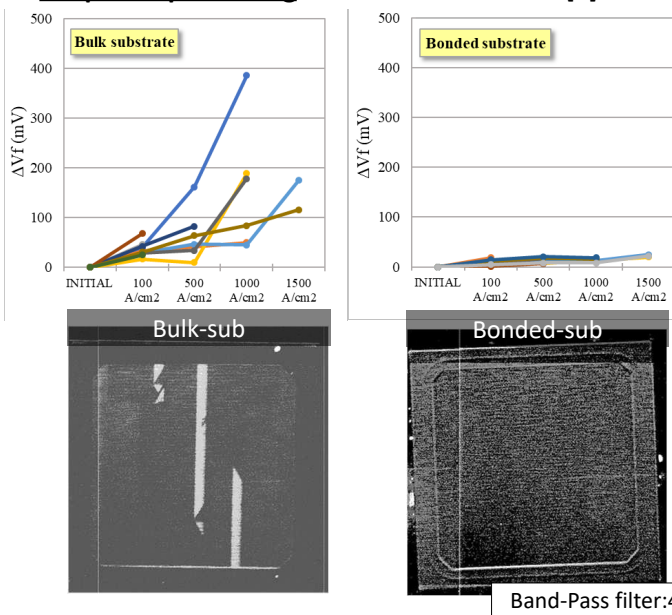 500
Bulk substrate
400
300
200
100
0
ΔVf (mV)
INITIAL
100
A/cm2
500
A/cm2
1000
A/cm2
1500
A/cm2
500
Bonded substrate
400
300
200
100
0
ΔVf (mV)
INITIAL
100
A/cm2
500
A/cm2
1000
A/cm2
1500
A/cm2
Bulk-sub
Bonded-sub
Band-Pass filter:4